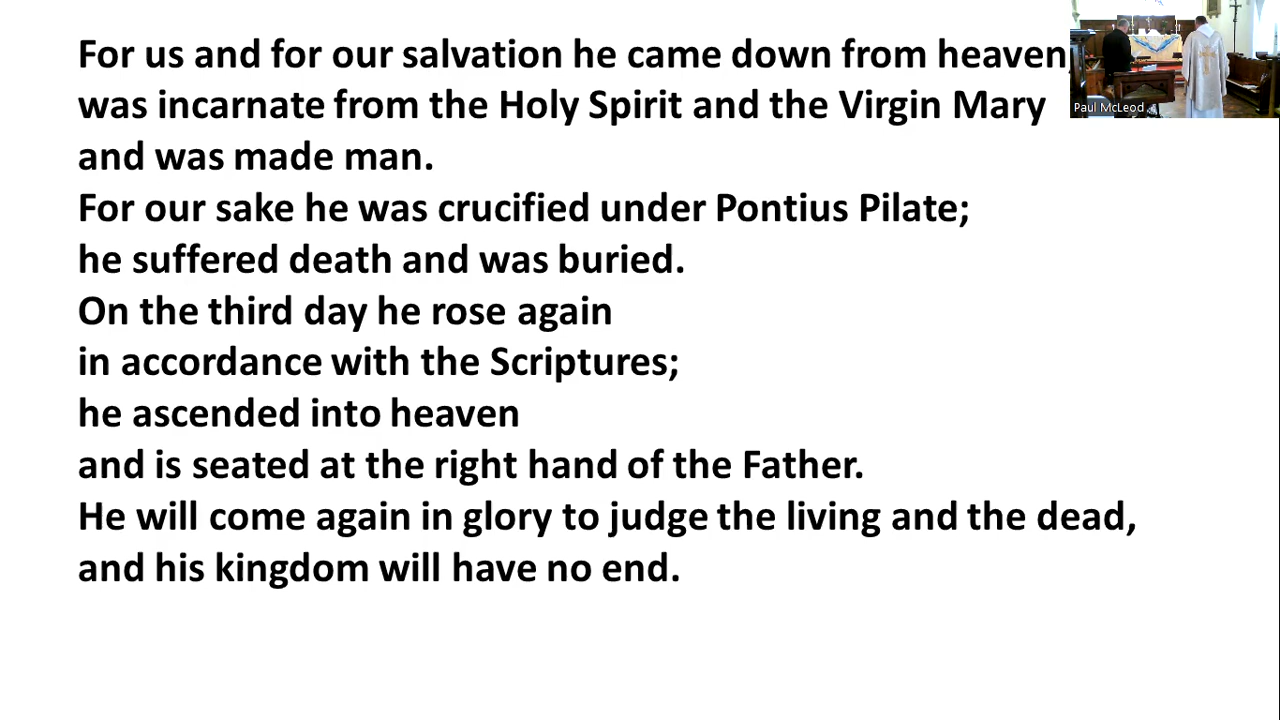 For us and for our salvation he came down from heaven
was incarnate from the Holy Spirit and the Virgin Mary
and was made man.
For our sake he was crucified under Pontius Pilate;
he suffered death and was buried.
On the third day he rose again
in accordance with the Scriptures;
he ascended into heaven
and is seated at the right hand of the Father.
He will come again in glory to judge the living and the dead,
and his kingdom will have no end.
Paul McLeod